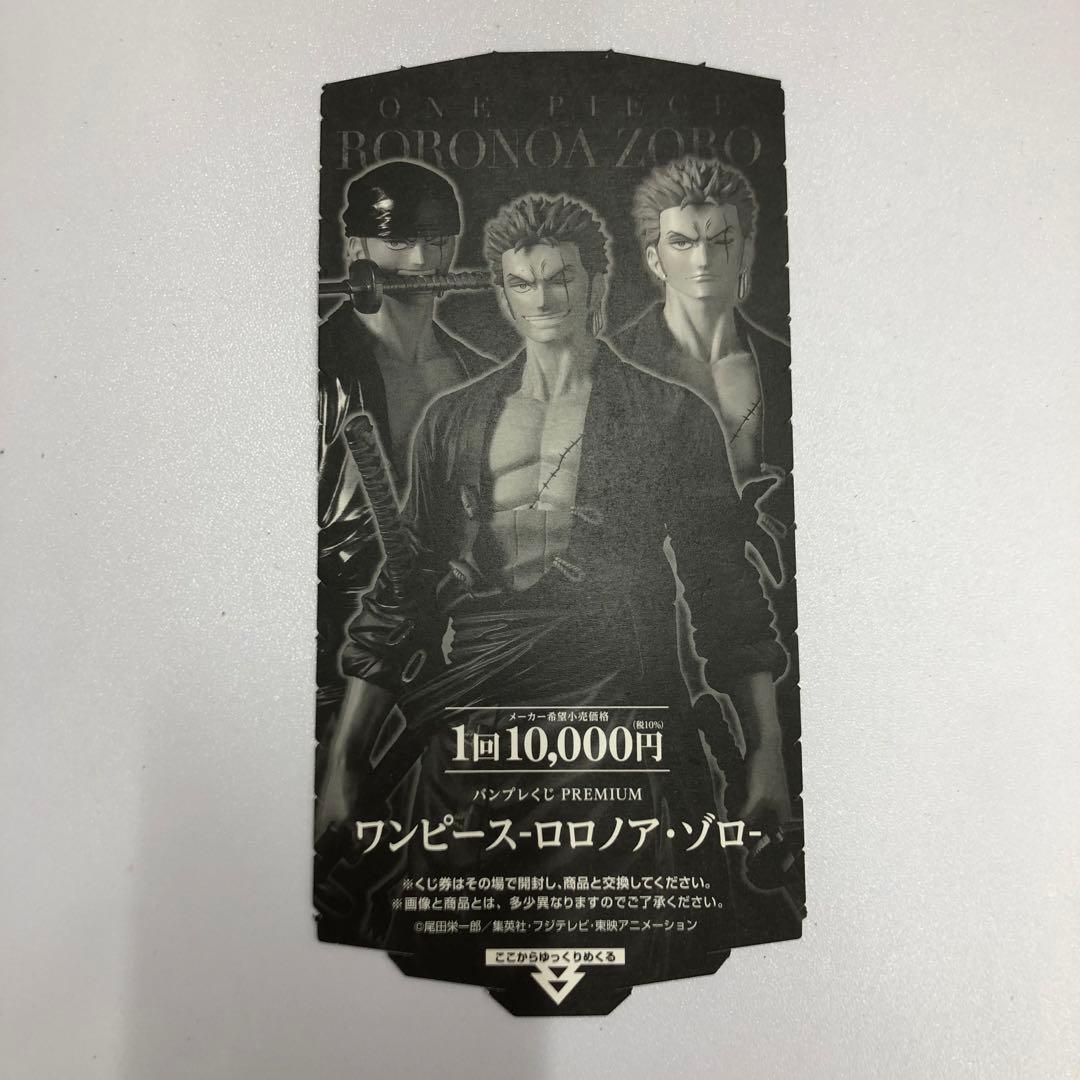 ONE PIECE
RORONOA ZORO
メーカー希望小売価格
(税10%)
1回10,000円
バンプレくじ PREMIUM
ワンピース-ロロノア・ゾロ-
※くじ券はその場で開封し、商品と交換してください。
※画像と商品とは、多少異なりますのでご了承ください。
©尾田栄一郎/集英社・フジテレビ・東映アニメーション
ここからゆっくりめくる